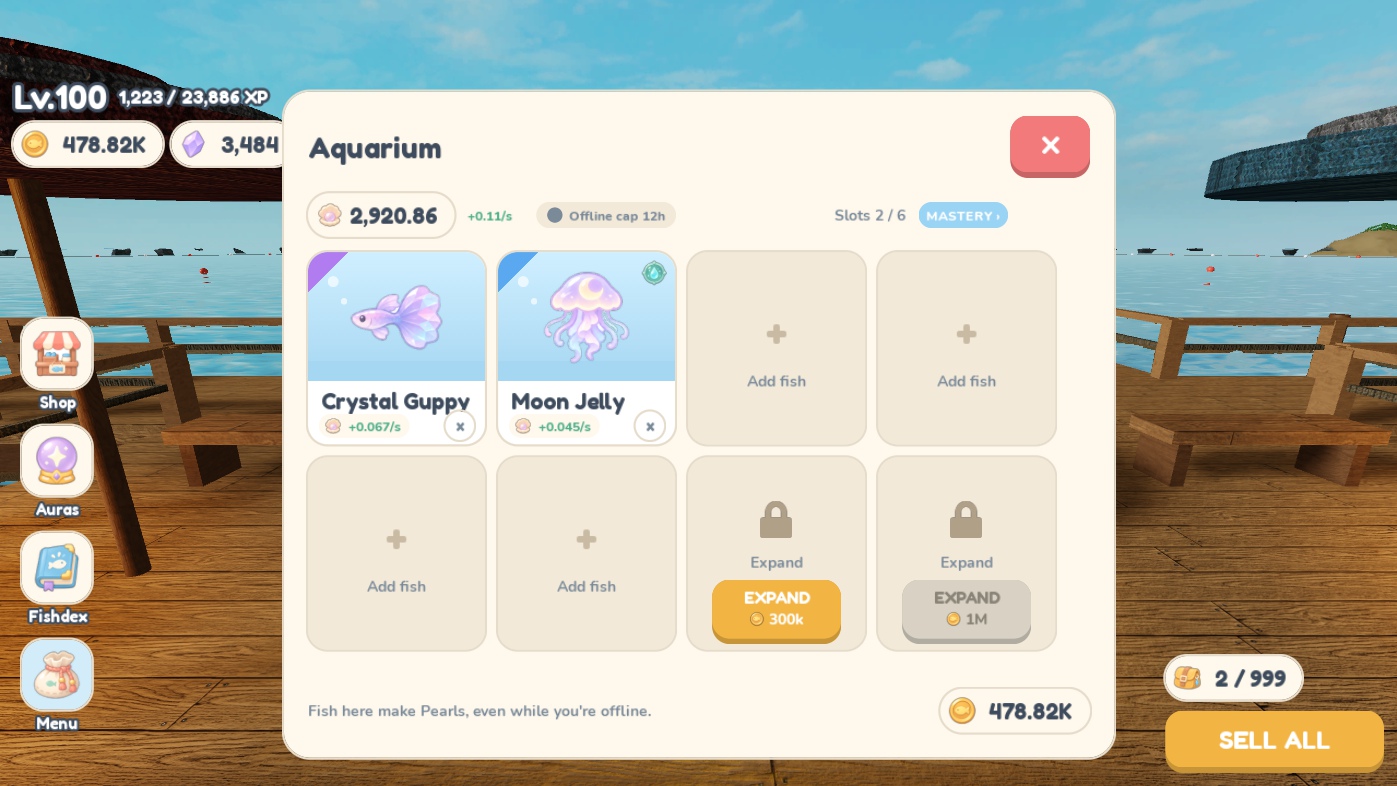 Lv.100 1,223 / 23,886 XP
478.82K
3,484
Aquarium
2,920.86
+0.11/s
Offline cap 12h
Slots 2 / 6
MASTERY ›
Crystal Guppy
+0.067/s
x
Moon Jelly
+0.045/s
x
Add fish
Add fish
Add fish
Add fish
Expand
EXPAND
300k
Expand
EXPAND
1M
Fish here make Pearls, even while you're offline.
478.82K
Shop
Auras
Fishdex
Menu
2 / 999
SELL ALL